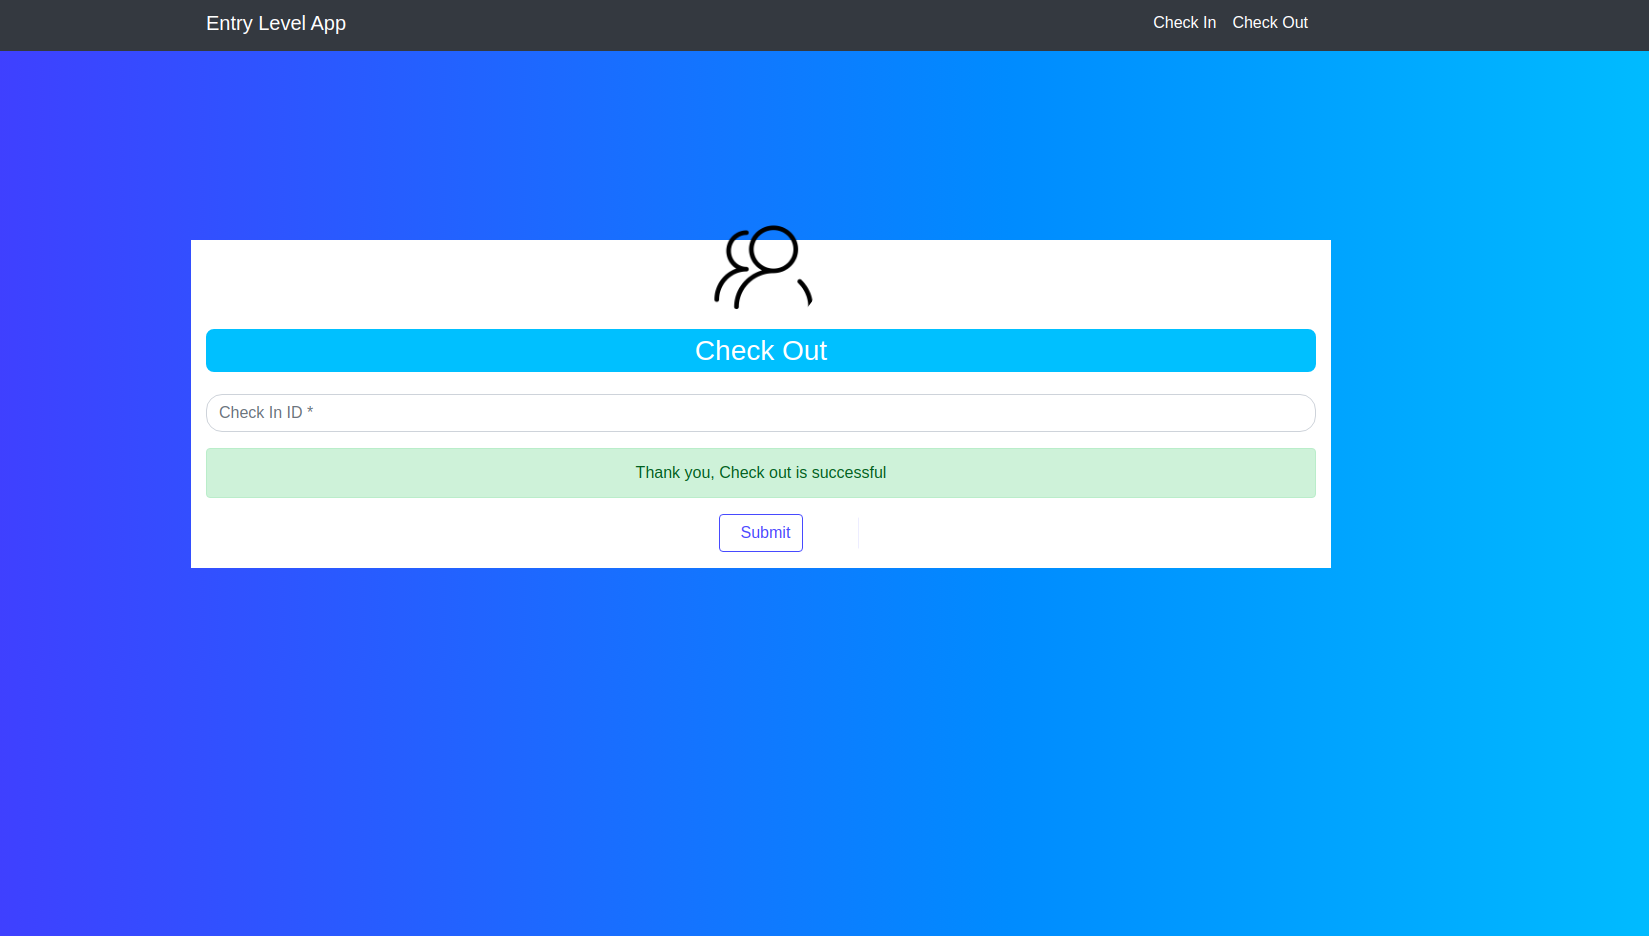 Entry Level App
Check In
Check Out
Check Out
Check In ID *
Thank you, Check out is successful
Submit